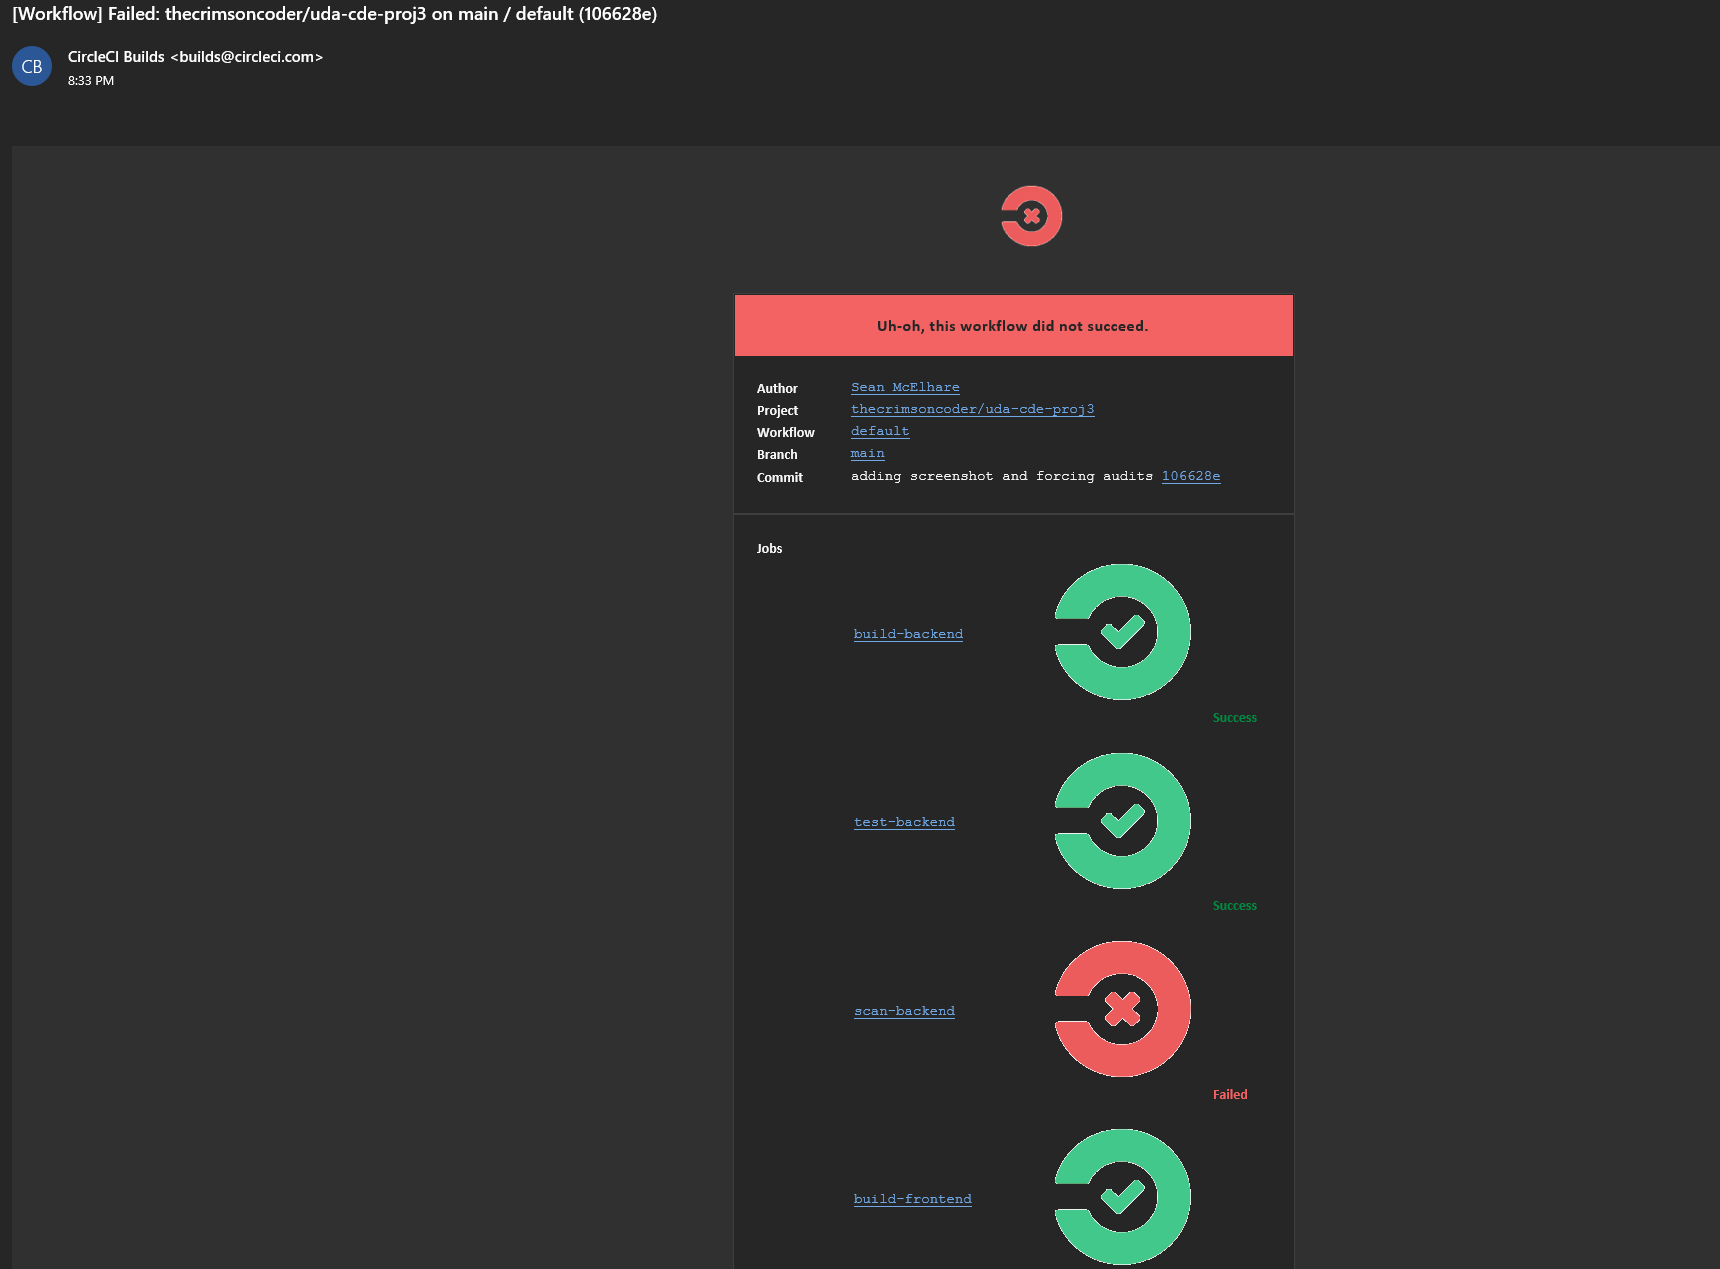 [Workflow] Failed: thecrimsoncoder/uda-cde-proj3 on main / default (106628e)
CB
CircleCI Builds <builds@circleci.com>
8:33 PM
Uh-oh, this workflow did not succeed.
Author Sean McElhare
Project thecrimsoncoder/uda-cde-proj3
Workflow default
Branch main
Commit adding screenshot and forcing audits 106628e
Jobs
build-backend
Success
test-backend
Success
scan-backend
Failed
build-frontend